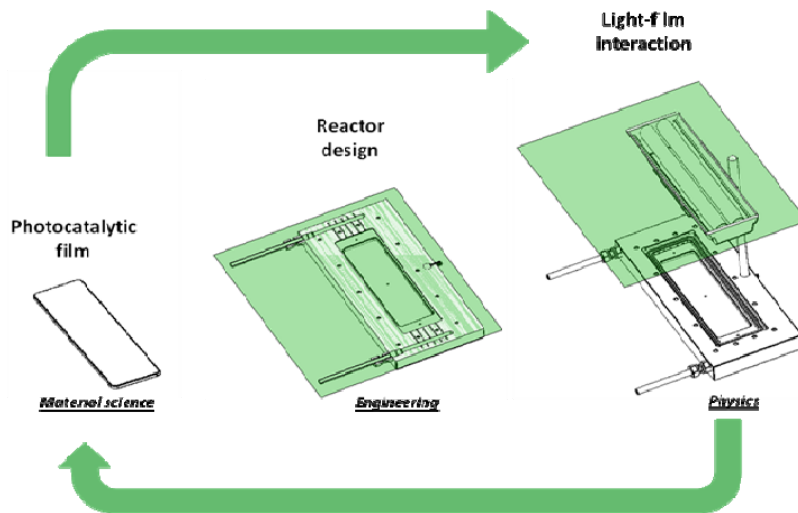 Light-film
interaction
Reactor
design
Photocatalytic
film
Material science
Engineering
Physics